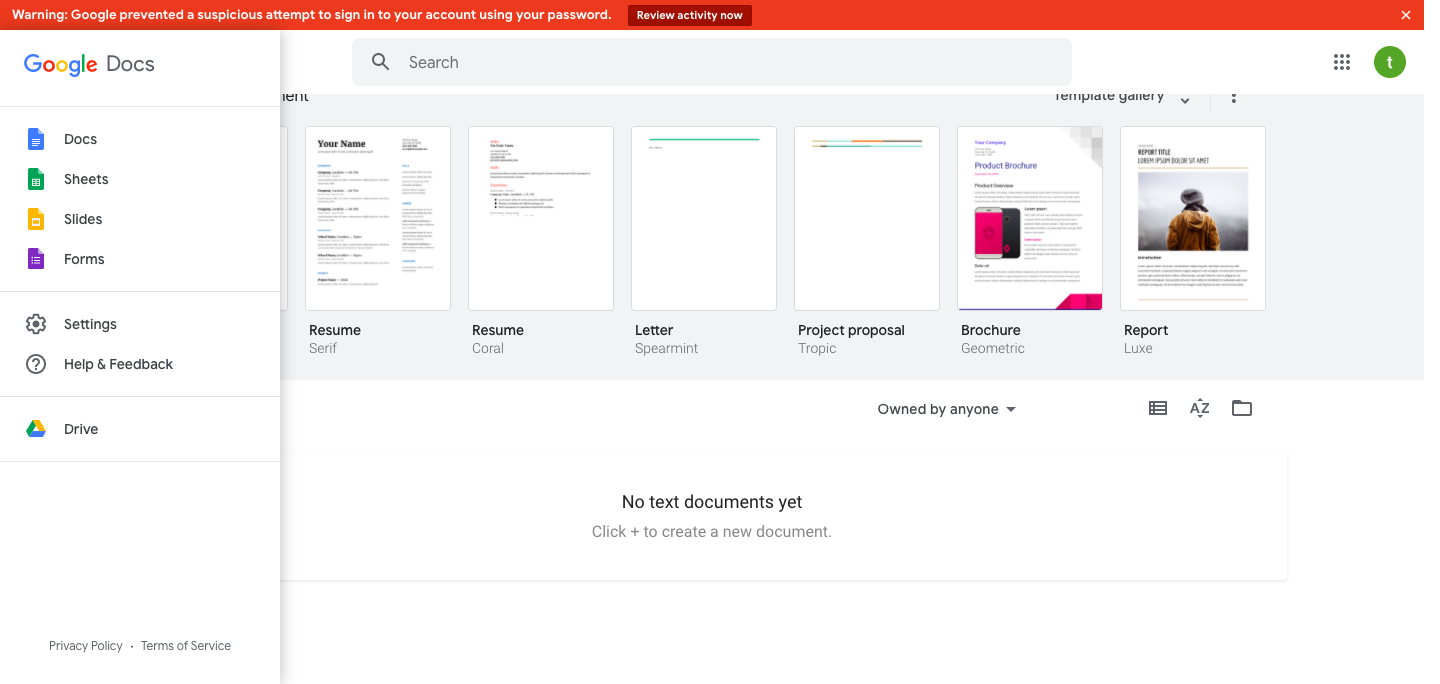 Warning: Google prevented a suspicious attempt to sign in to your account using your password. Review activity now
Google Docs
Search
t
Template gallery
Docs
Sheets
Slides
Forms
Settings
Help & Feedback
Drive
Your Name
Your Company
Product Brochure
Product Overview
REPORT TITLE
LOREM IPSUM DOLOR SIT AMET
Introduction
Resume
Serif
Resume
Coral
Letter
Spearmint
Project proposal
Tropic
Brochure
Geometric
Report
Luxe
Owned by anyone
AZ
No text documents yet
Click + to create a new document.
Privacy Policy · Terms of Service